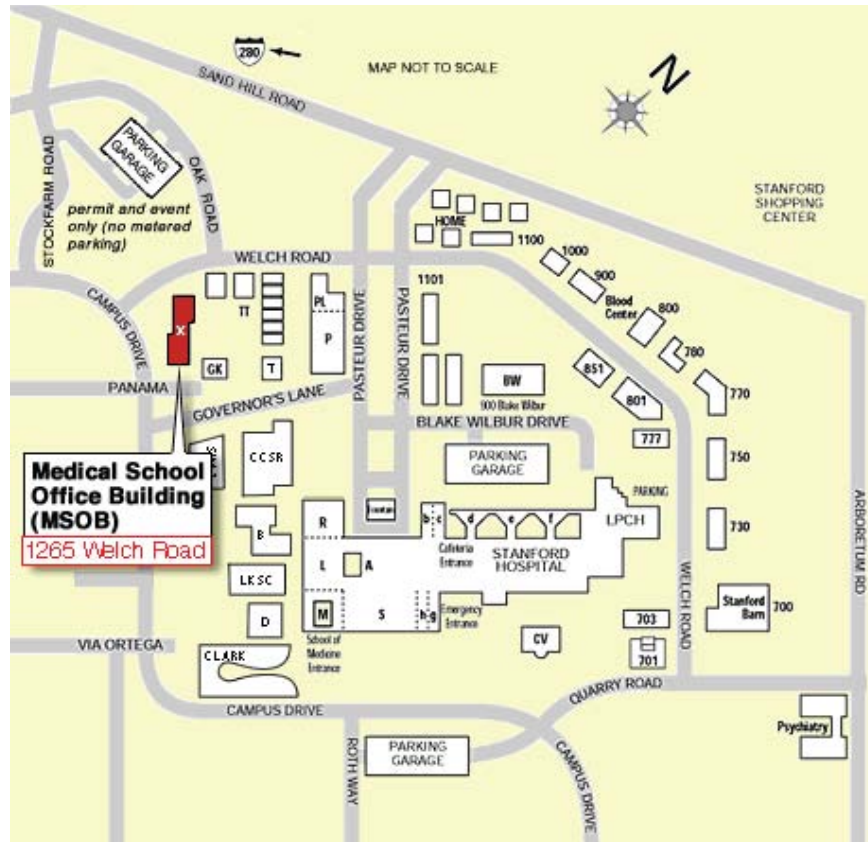 280
MAP NOT TO SCALE
N
SAND HILL ROAD
STOCKFARM ROAD
PARKING
GARAGE
OAK ROAD
permit and event
only (no metered
parking)
STANFORD
SHOPPING
CENTER
HOME
1100
1000
900
Blood
Center
800
780
770
WELCH ROAD
CAMPUS DRIVE
X
TT
PL
P
PASTEUR DRIVE
PASTEUR DRIVE
1101
GK
T
BW
900 Blake Wilbur
851
801
777
750
PANAMA
GOVERNOR'S LANE
BLAKE WILBUR DRIVE
PARKING
GARAGE
PARKING
Medical School
Office Building
(MSOB)
1265 Welch Road
CCSR
R
Fountain
b
c
d
e
f
LPCH
730
ARBORETUM RD
B
L
A
Cafeteria
Entrance
STANFORD
HOSPITAL
LKSC
WELCH ROAD
D
M
S
h
g
Emergency
Entrance
703
Stanford
Barn
700
School of
Medicine
Entrance
CV
701
VIA ORTEGA
CLARK
QUARRY ROAD
CAMPUS DRIVE
ROTH WAY
PARKING
GARAGE
CAMPUS DRIVE
Psychiatry